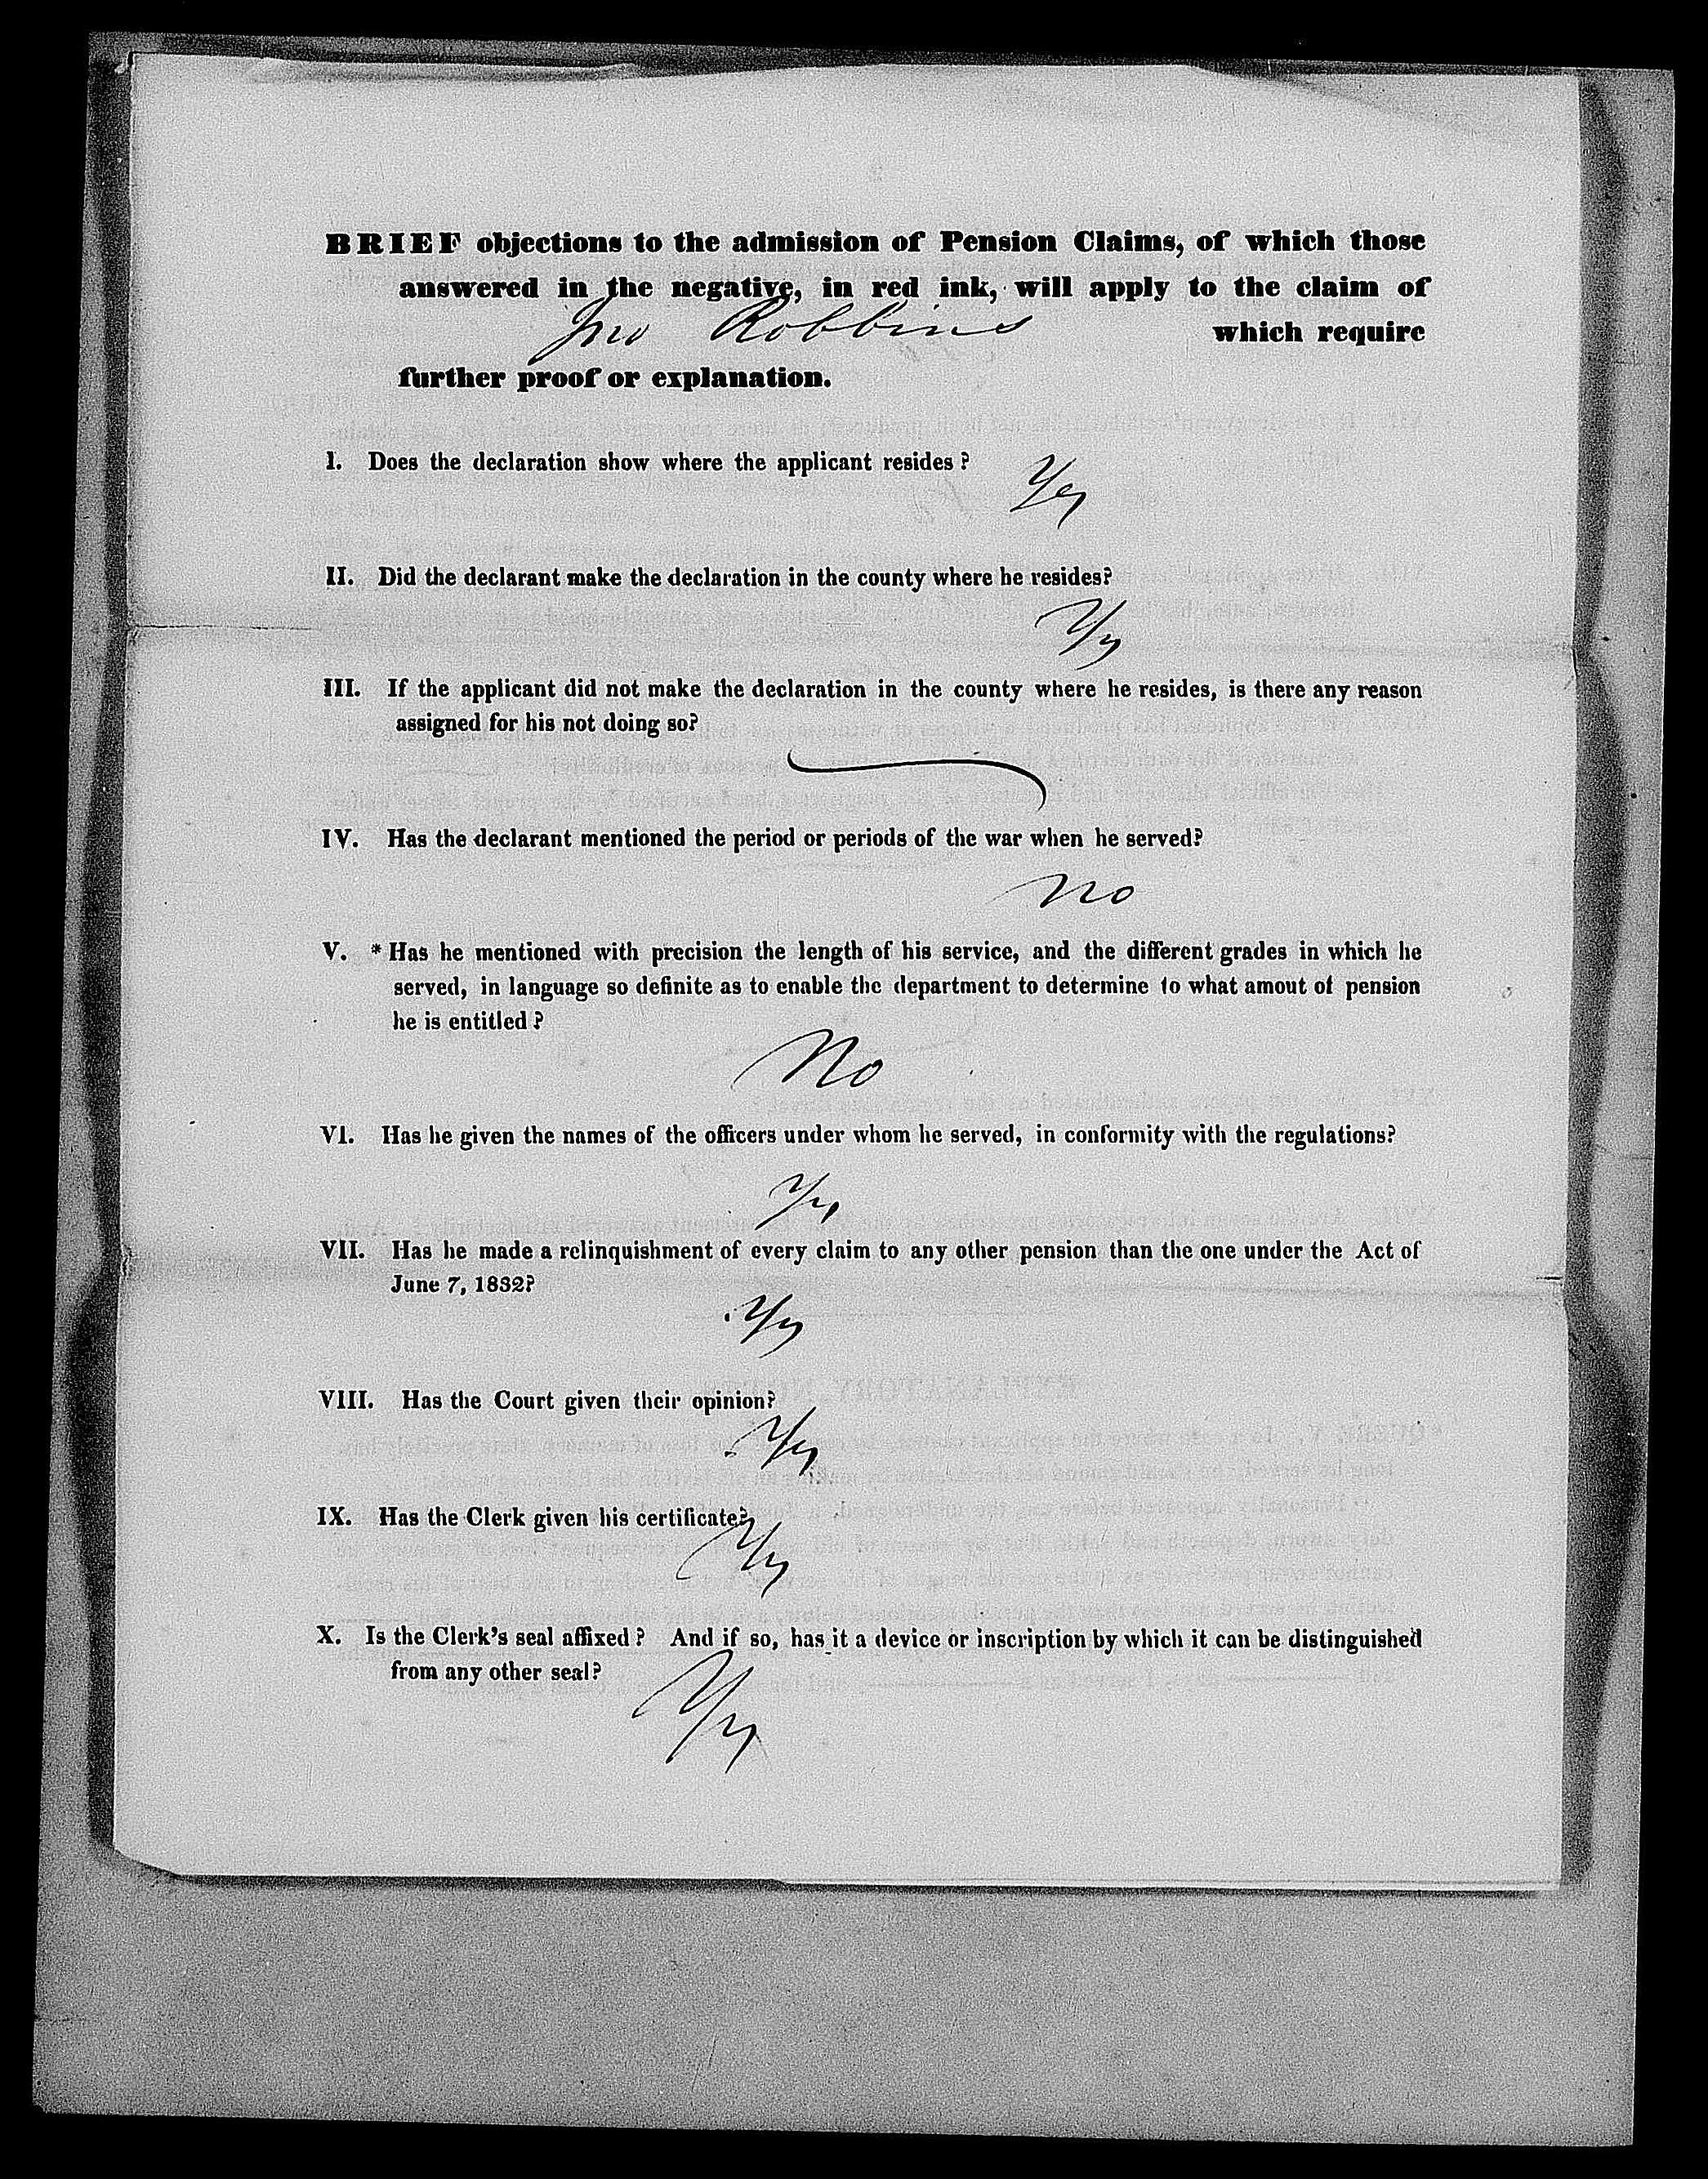 BRIEF objections to the admission of Pension Claims, of which those
answered in the negative, in red ink, will apply to the claim of
Jno Robbins which require
further proof or explanation.
I. Does the declaration show where the applicant resides?
Yes
II. Did the declarant make the declaration in the county where he resides?
Yes
III. If the applicant did not make the declaration in the county where he resides, is there any reason
assigned for his not doing so?
IV. Has the declarant mentioned the period or periods of the war when he served?
No
V. * Has he mentioned with precision the length of his service, and the different grades in which he
served, in language so definite as to enable the department to determine to what amout of pension
he is entitled?
No
VI. Has he given the names of the officers under whom he served, in conformity with the regulations?
Yes
VII. Has he made a relinquishment of every claim to any other pension than the one under the Act of
June 7, 1832?
Yes
VIII. Has the Court given their opinion?
Yes
IX. Has the Clerk given his certificate?
Yes
X. Is the Clerk's seal affixed? And if so, has it a device or inscription by which it can be distinguished
from any other seal?
Yes